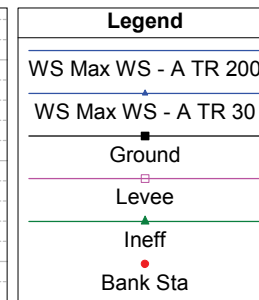 Legend
WS Max WS - A TR 200
WS Max WS - A TR 30
Ground
Levee
Ineff
Bank Sta